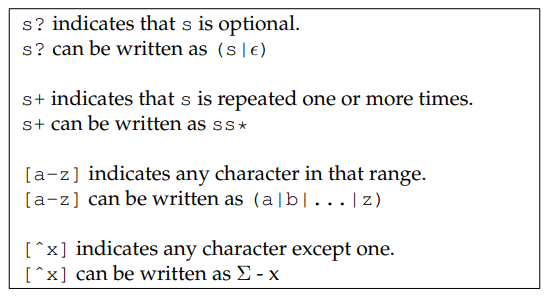 s? indicates that s is optional.
s? can be written as (s|ϵ)
s+ indicates that s is repeated one or more times.
s+ can be written as ss*
[a-z] indicates any character in that range.
[a-z] can be written as (a|b|...|z)
[^x] indicates any character except one.
[^x] can be written as Σ - x